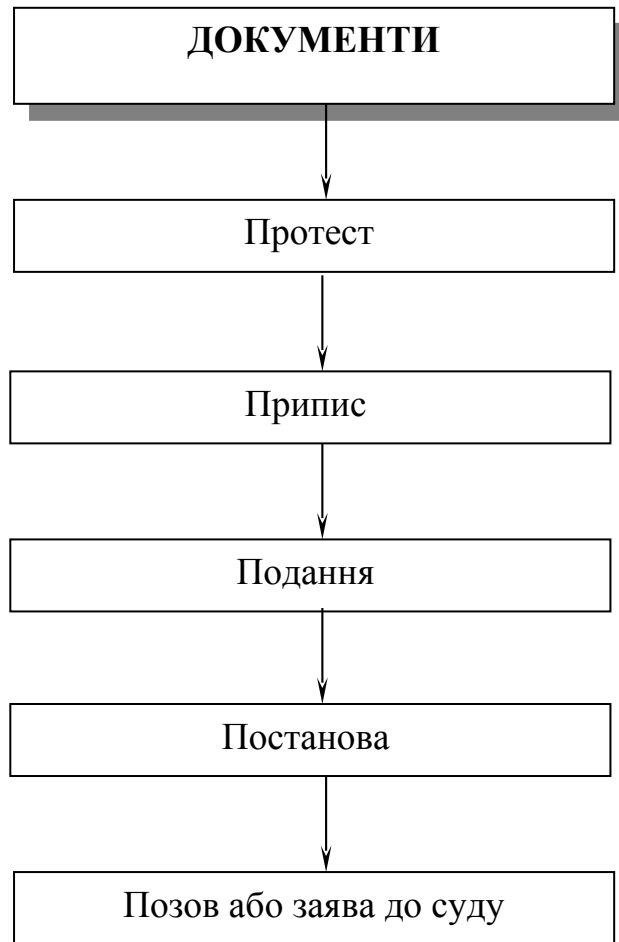 ДОКУМЕНТИ
Протест
Припис
Подання
Постанова
Позов або заява до суду